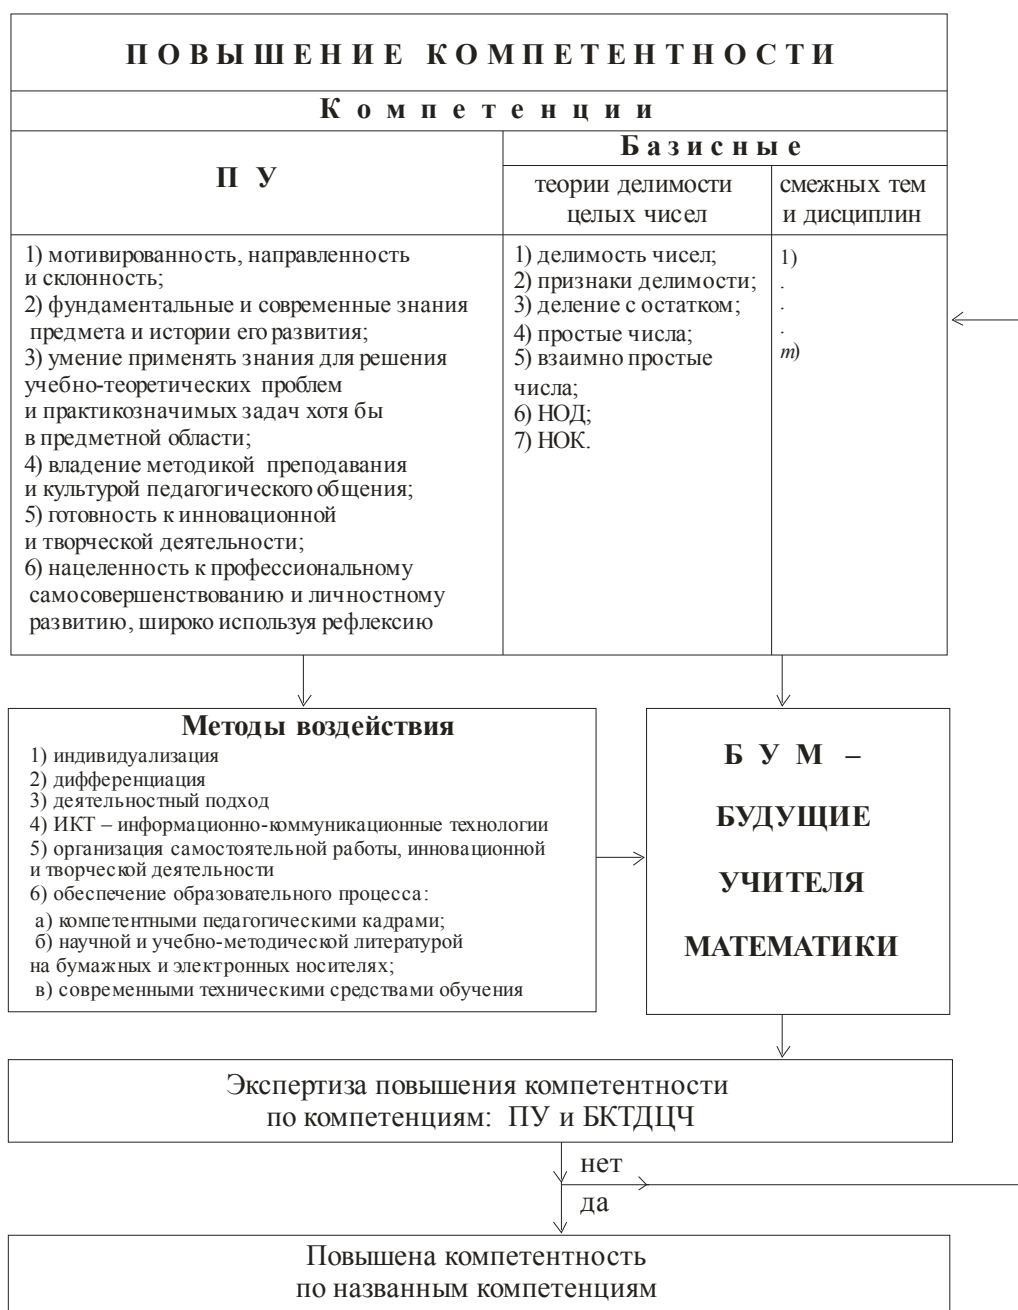 ПОВЫШЕНИЕ КОМПЕТЕНТНОСТИ
Компетенции
ПУ
Базисные
теории делимости
целых чисел
смежных тем
и дисциплин
1) мотивированность, направленность
и склонность;
2) фундаментальные и современные знания
предмета и истории его развития;
3) умение применять знания для решения
учебно-теоретических проблем
и практикозначимых задач хотя бы
в предметной области;
4) владение методикой преподавания
и культурой педагогического общения;
5) готовность к инновационной
и творческой деятельности;
6) нацеленность к профессиональному
самосовершенствованию и личностному
развитию, широко используя рефлексию
1) делимость чисел;
2) признаки делимости;
3) деление с остатком;
4) простые числа;
5) взаимно простые
числа;
6) НОД;
7) НОК.
1)
.
.
.
m)
Методы воздействия
1) индивидуализация
2) дифференциация
3) деятельностный подход
4) ИКТ – информационно-коммуникационные технологии
5) организация самостоятельной работы, инновационной
и творческой деятельности
6) обеспечение образовательного процесса:
а) компетентными педагогическими кадрами;
б) научной и учебно-методической литературой
на бумажных и электронных носителях;
в) современными техническими средствами обучения
БУМ –
БУДУЩИЕ
УЧИТЕЛЯ
МАТЕМАТИКИ
Экспертиза повышения компетентности
по компетенциям: ПУ и БКТДЦЧ
нет
да
Повышена компетентность
по названным компетенциям